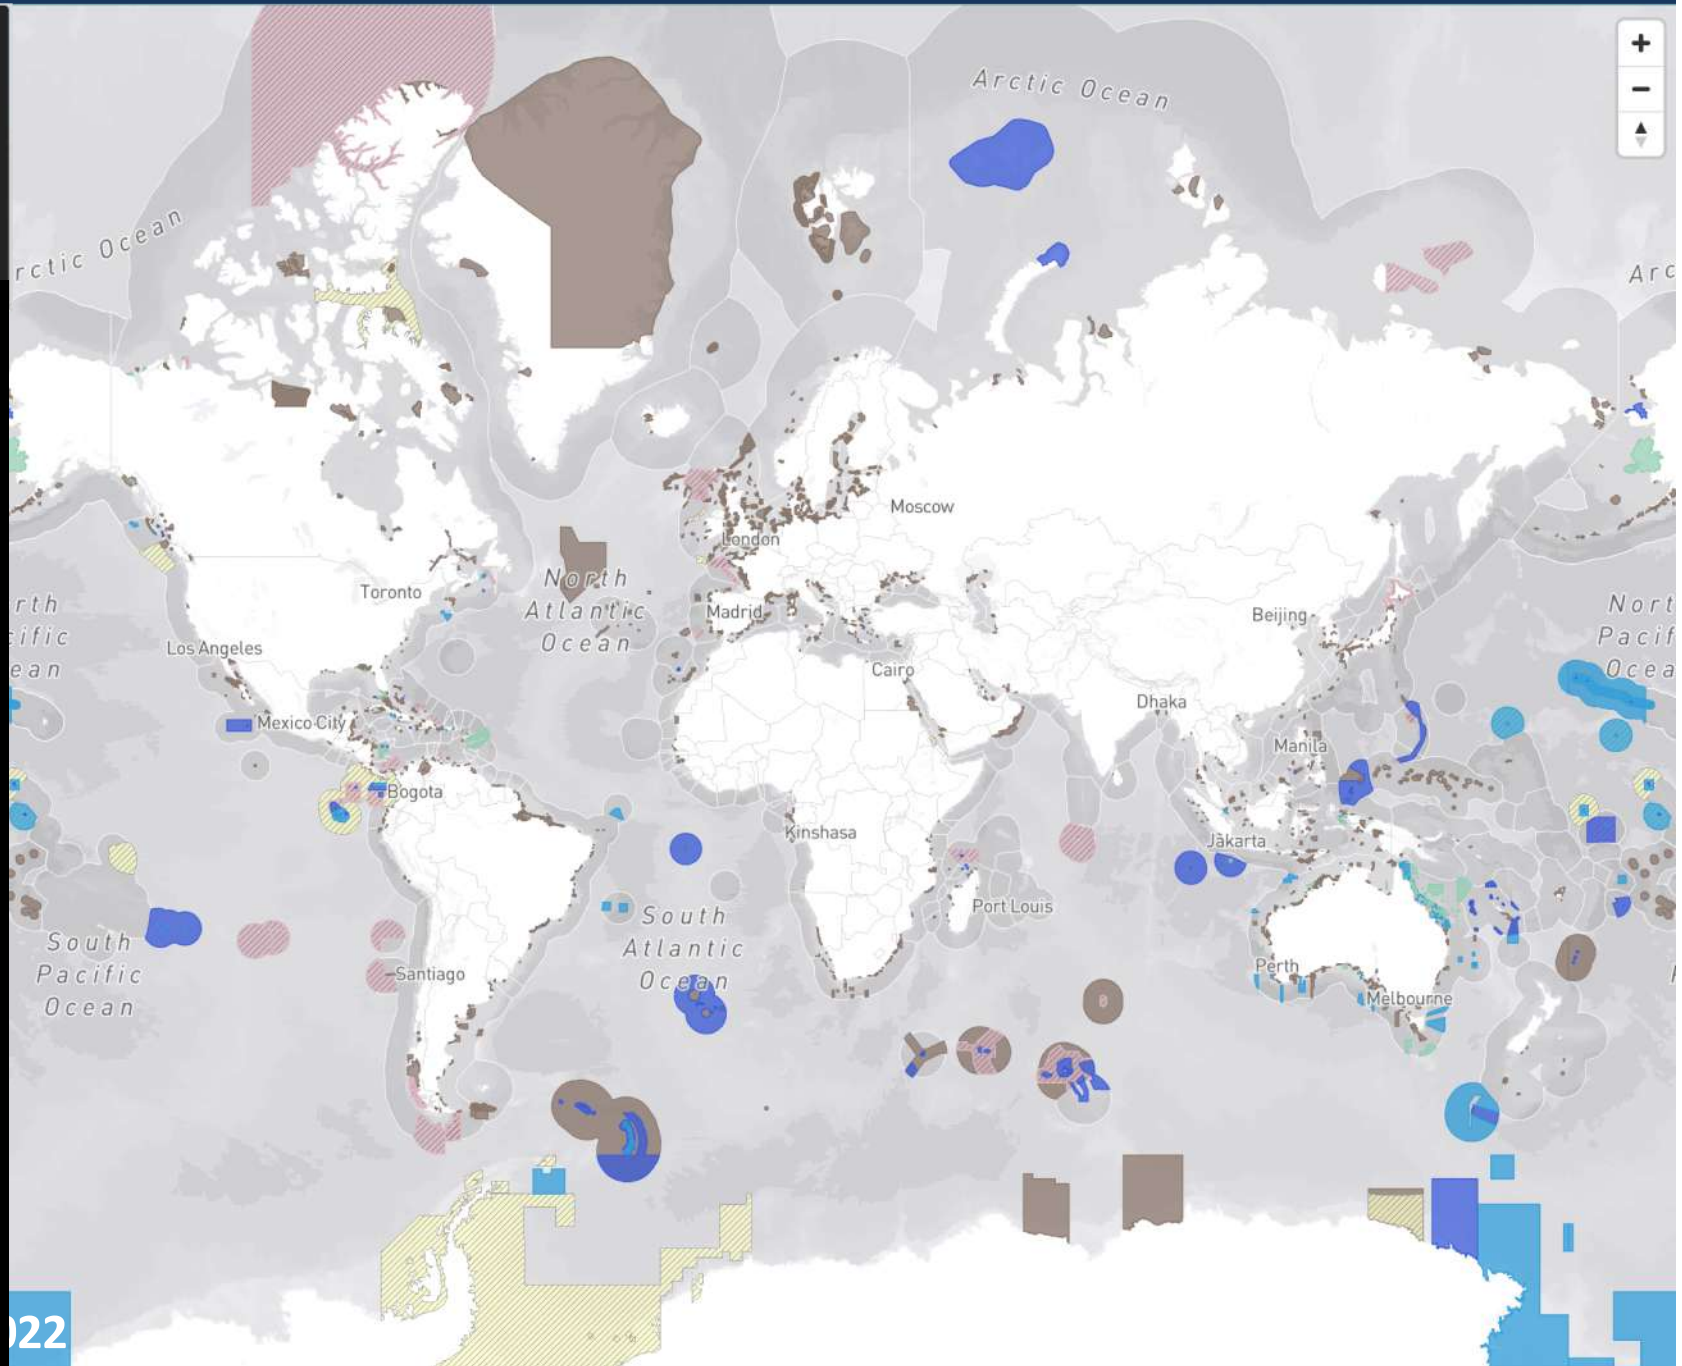 +
−
Arctic Ocean
rctic Ocean
Arc
Moscow
London
North
Atlantic
Ocean
Toronto
Madrid
Beijing
rth
cific
ean
Nort
Pacif
Ocea
Los Angeles
Cairo
Dhaka
Mexico City
Manila
Bogota
Kinshasa
Jakarta
Port Louis
South
Atlantic
Ocean
South
Pacific
Ocean
Santiago
Perth
Melbourne
022